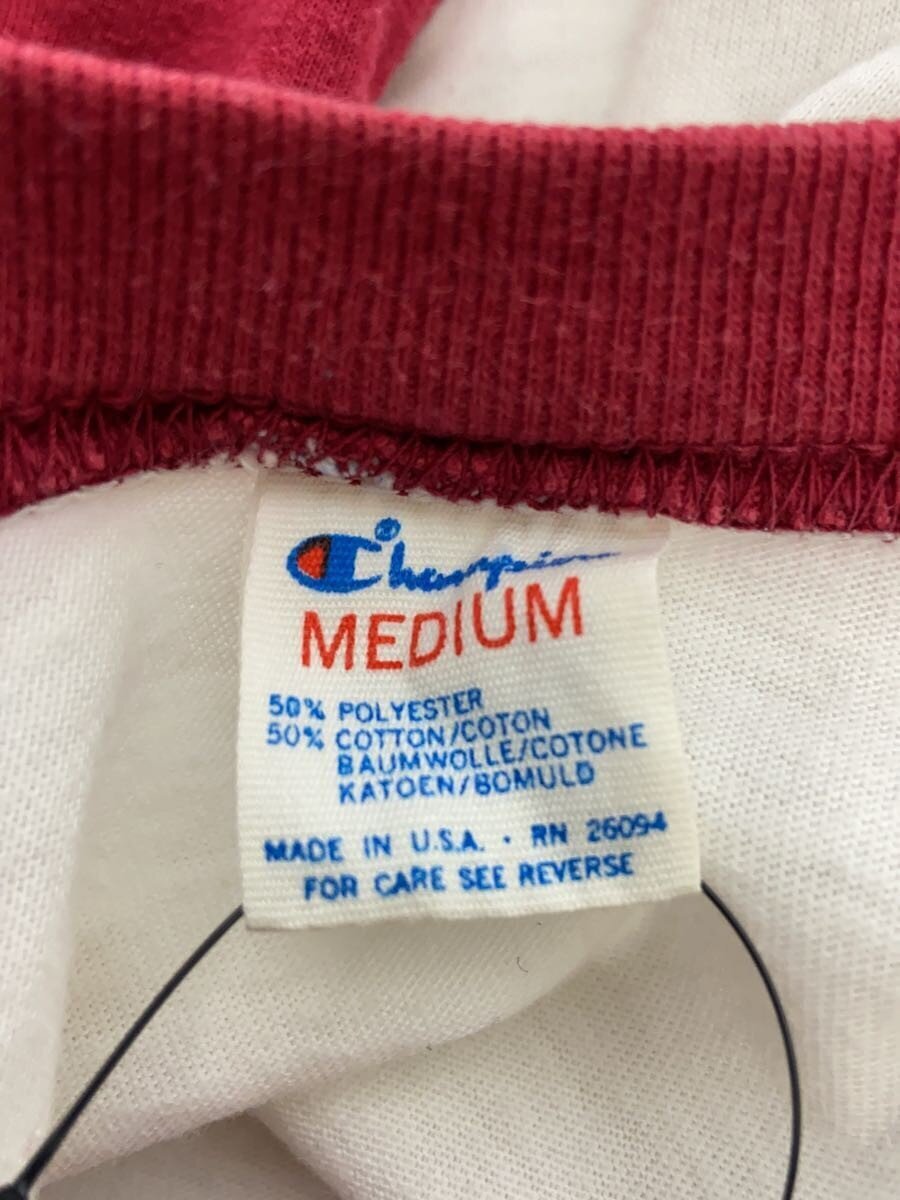 Champion®
MEDIUM
50% POLYESTER
50% COTTON/COTON
BAUMWOLLE/COTONE
KATOEN/BOMULD
MADE IN U.S.A. · RN 26094
FOR CARE SEE REVERSE